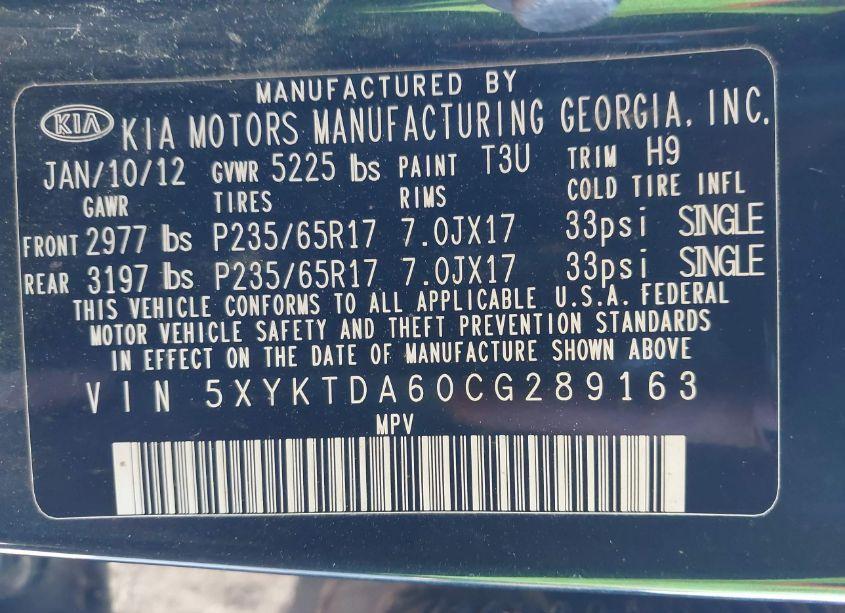 MANUFACTURED BY
KIA KIA MOTORS MANUFACTURING GEORGIA, INC.
JAN/10/12 GVWR 5225 lbs PAINT T3U TRIM H9
GAWR TIRES RIMS COLD TIRE INFL
FRONT 2977 lbs P235/65R17 7.0JX17 33psi SINGLE
REAR 3197 lbs P235/65R17 7.0JX17 33psi SINGLE
THIS VEHICLE CONFORMS TO ALL APPLICABLE U.S.A. FEDERAL
MOTOR VEHICLE SAFETY AND THEFT PREVENTION STANDARDS
IN EFFECT ON THE DATE OF MANUFACTURE SHOWN ABOVE
VIN 5XYKTDA60CG289163
MPV